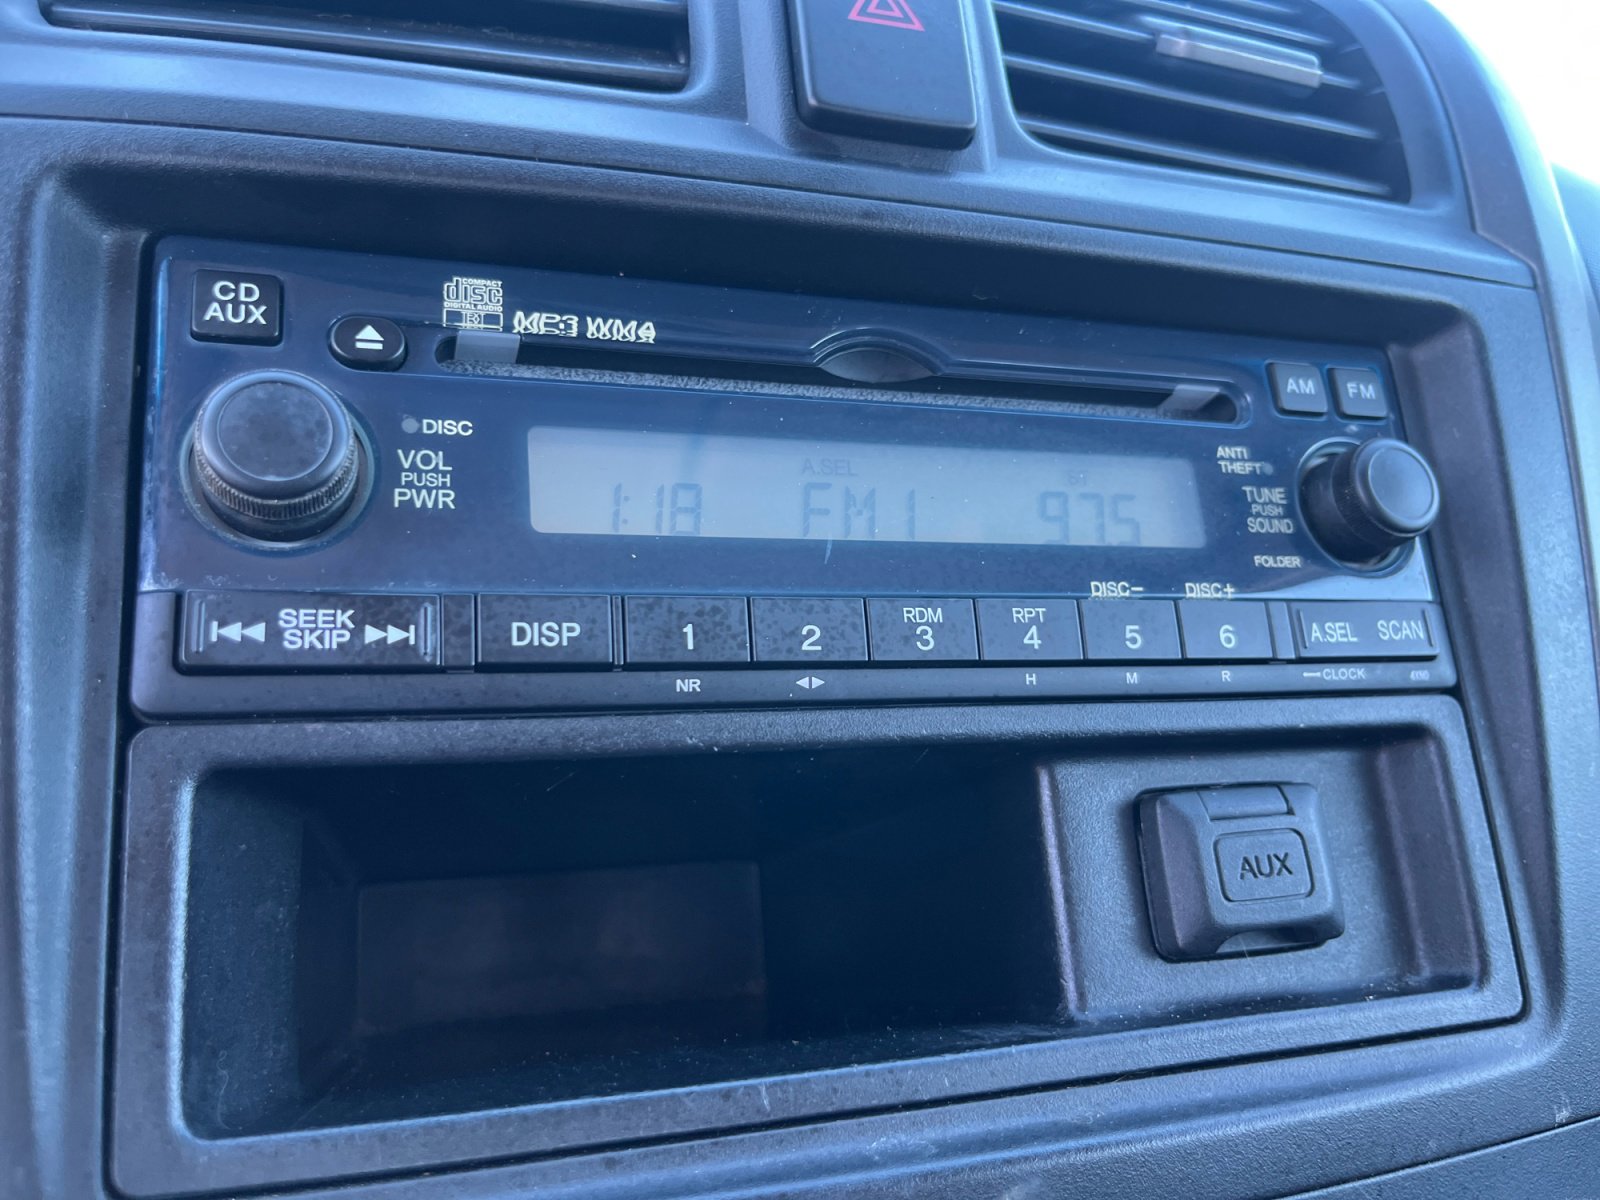 CD
AUX
COMPACT
disc
DIGITAL AUDIO
MP3 WMA
AM
FM
DISC
VOL
PUSH
PWR
A.SEL
ST
1:18 FM1 97.5
ANTI
THEFT
TUNE
PUSH
SOUND
FOLDER
DISC− DISC+
SEEK
SKIP
DISP
1
2
RDM
3
RPT
4
5
6
A.SEL SCAN
NR
H
M
R
CLOCK
AUX